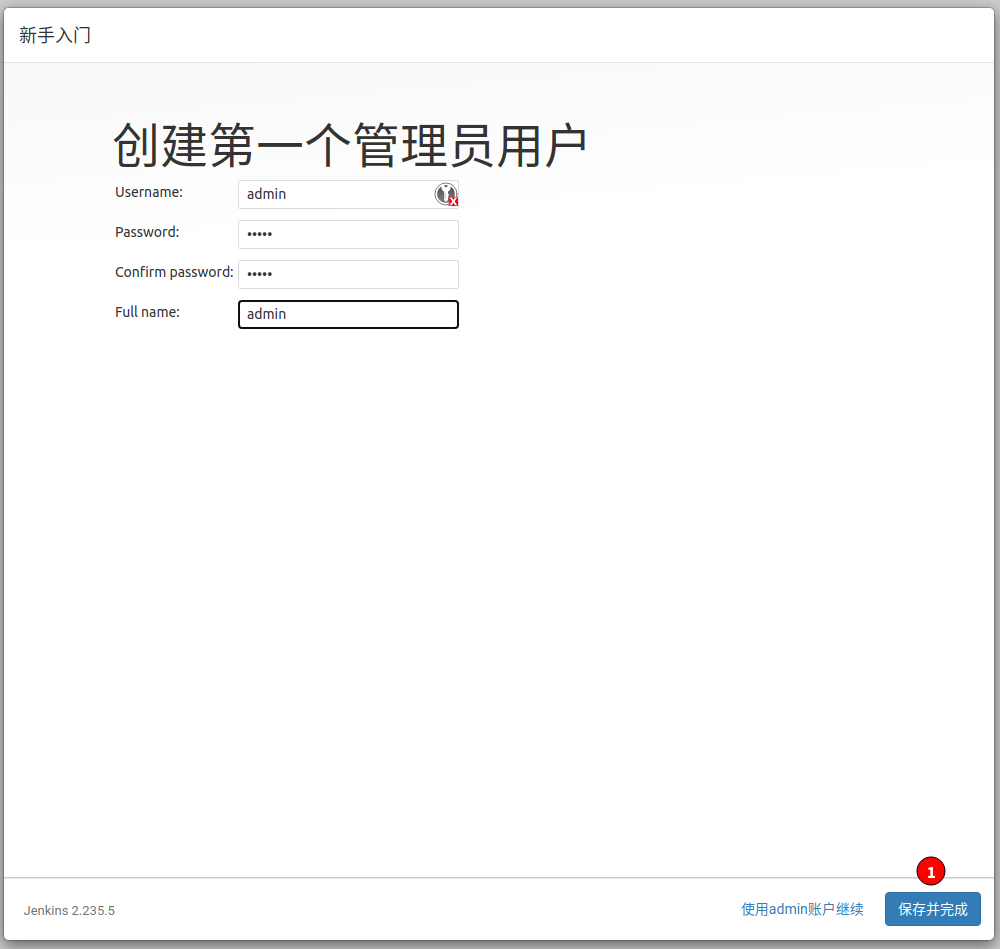 新手入门
创建第一个管理员用户
Username: admin
Password: •••••
Confirm password: •••••
Full name: admin
1
Jenkins 2.235.5 使用admin账户继续 保存并完成